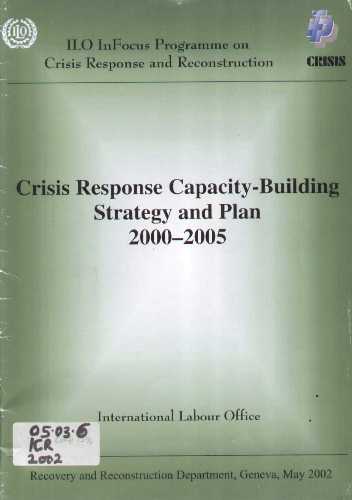 ILO
ILO InFocus Programme on
Crisis Response and Reconstruction
CRISIS
Crisis Response Capacity-Building
Strategy and Plan
2000–2005
International Labour Office
05·03·6
ICR
2002
Recovery and Reconstruction Department, Geneva, May 2002